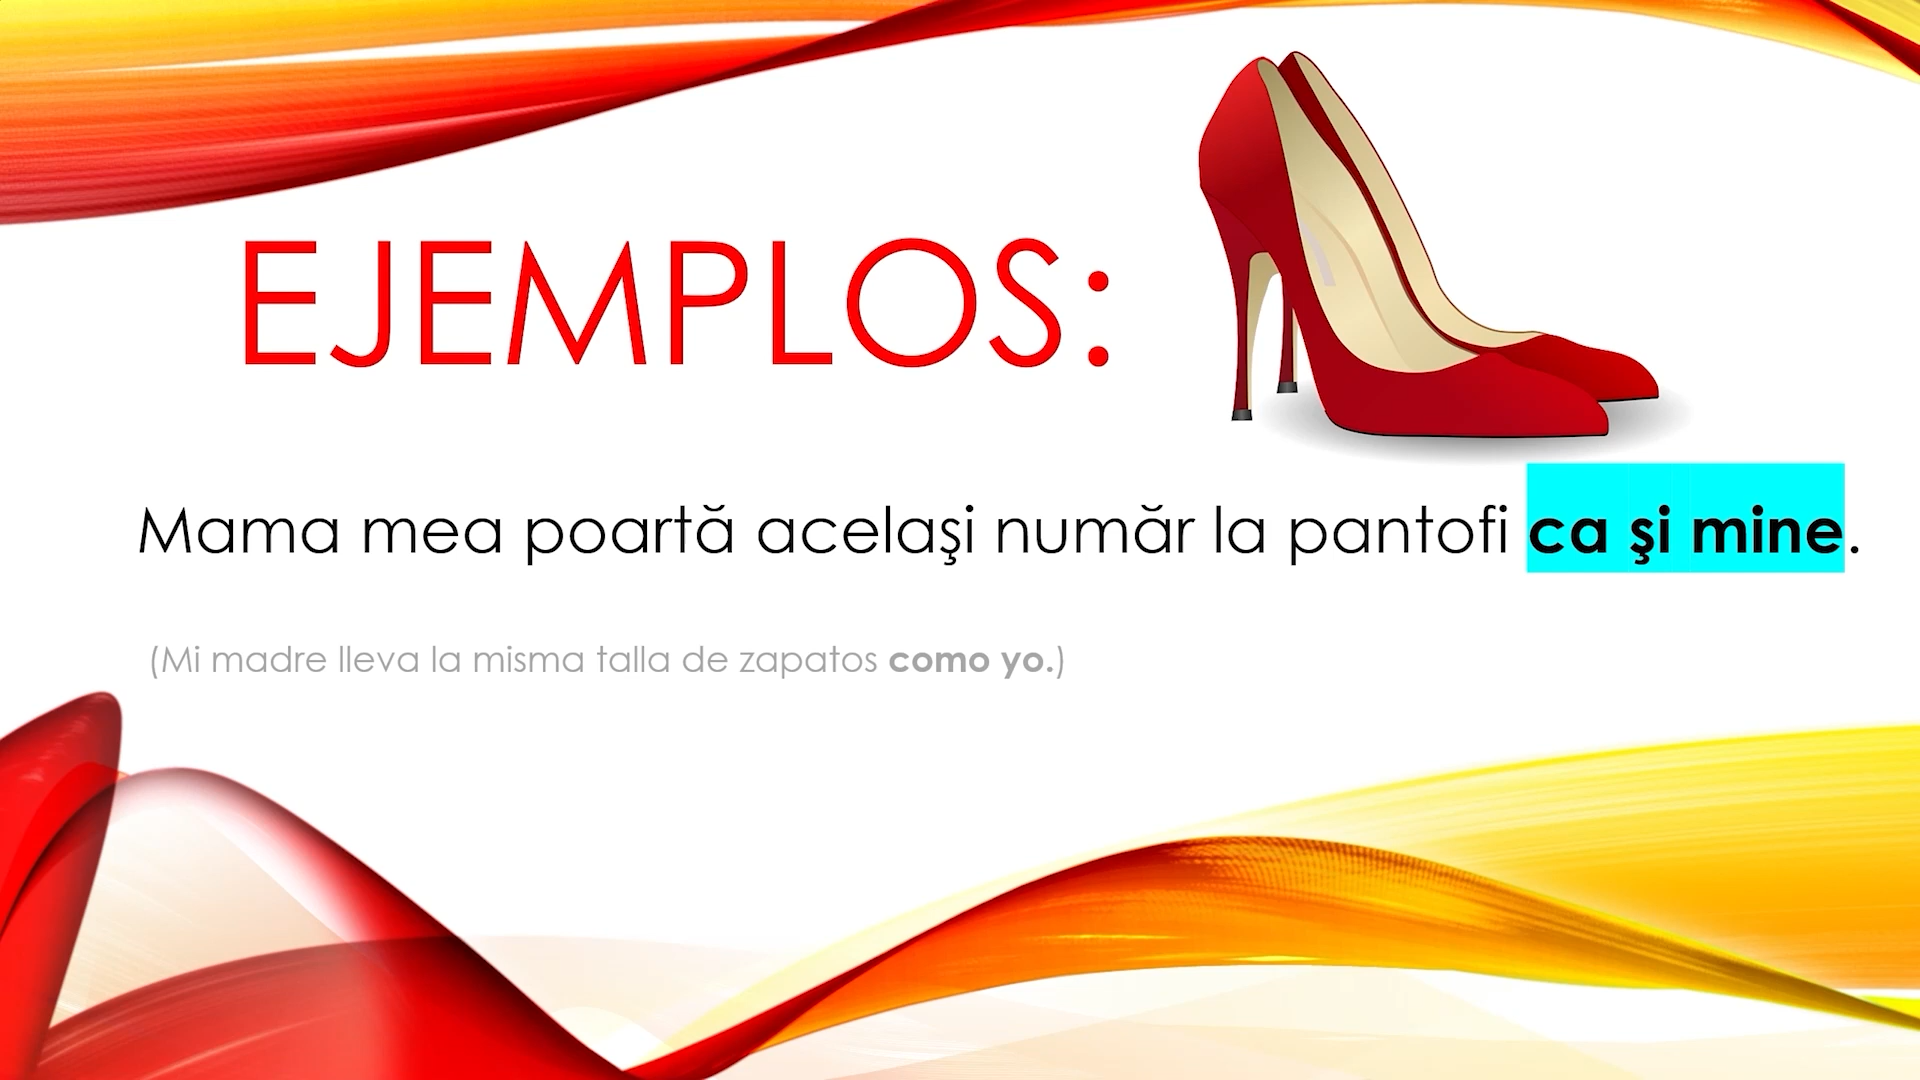 EJEMPLOS:
Mama mea poartă acelaşi număr la pantofi ca şi mine.
(Mi madre lleva la misma talla de zapatos como yo.)